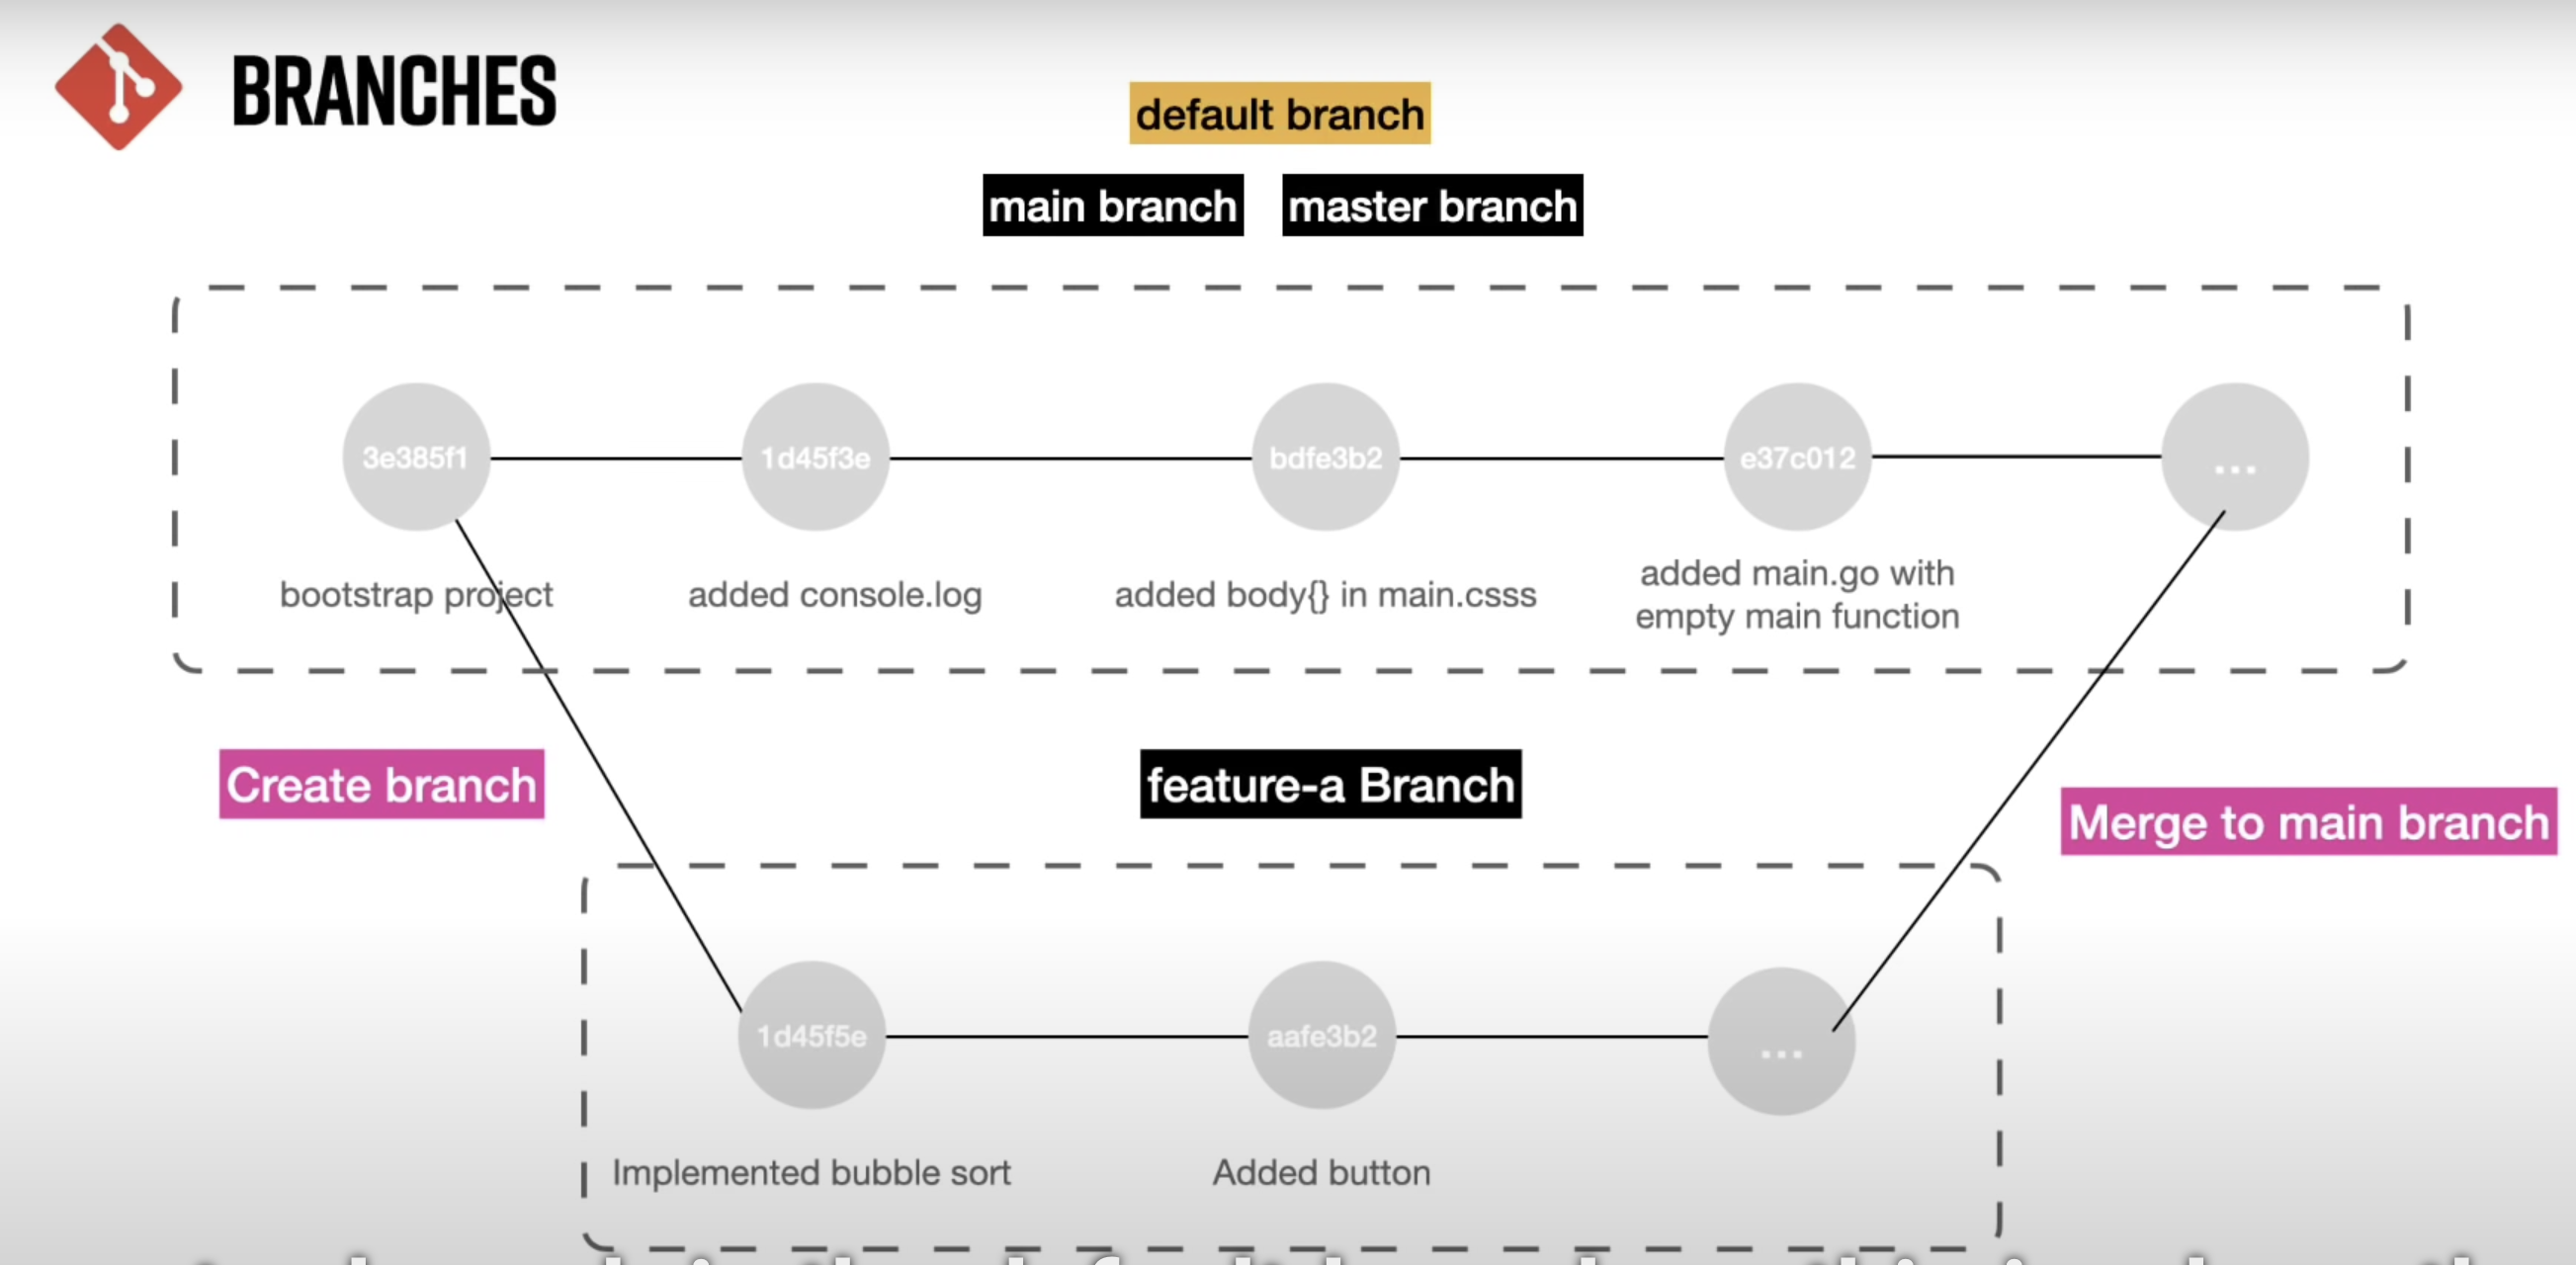 BRANCHES
default branch
main branch
master branch
3e385f1
1d45f3e
bdfe3b2
e37c012
...
bootstrap project
added console.log
added body{} in main.csss
added main.go with
empty main function
Create branch
feature-a Branch
Merge to main branch
1d45f5e
aafe3b2
...
Implemented bubble sort
Added button